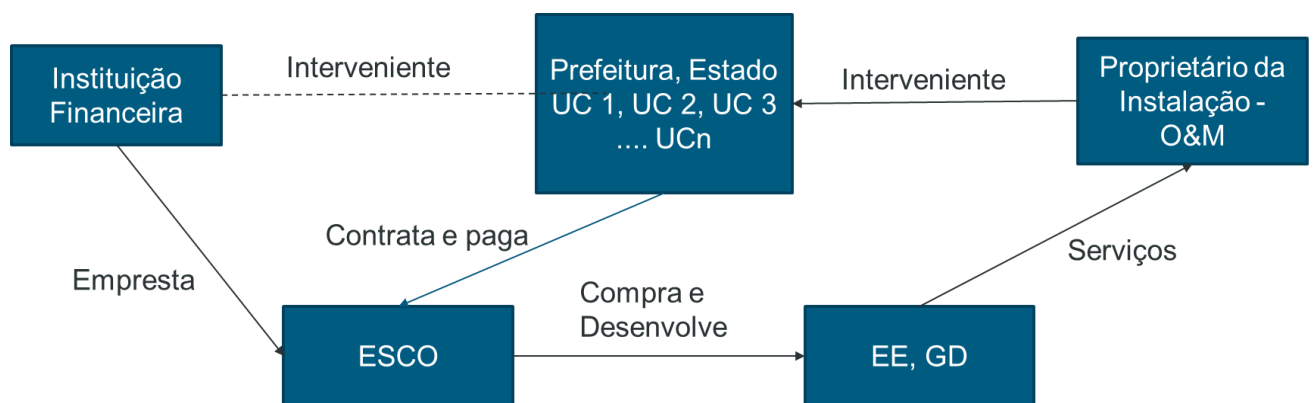 Instituição
Financeira
Interveniente
Prefeitura, Estado
UC 1, UC 2, UC 3
.... UCn
Interveniente
Proprietário da
Instalação -
O&M
Empresta
Contrata e paga
Serviços
ESCO
Compra e
Desenvolve
EE, GD